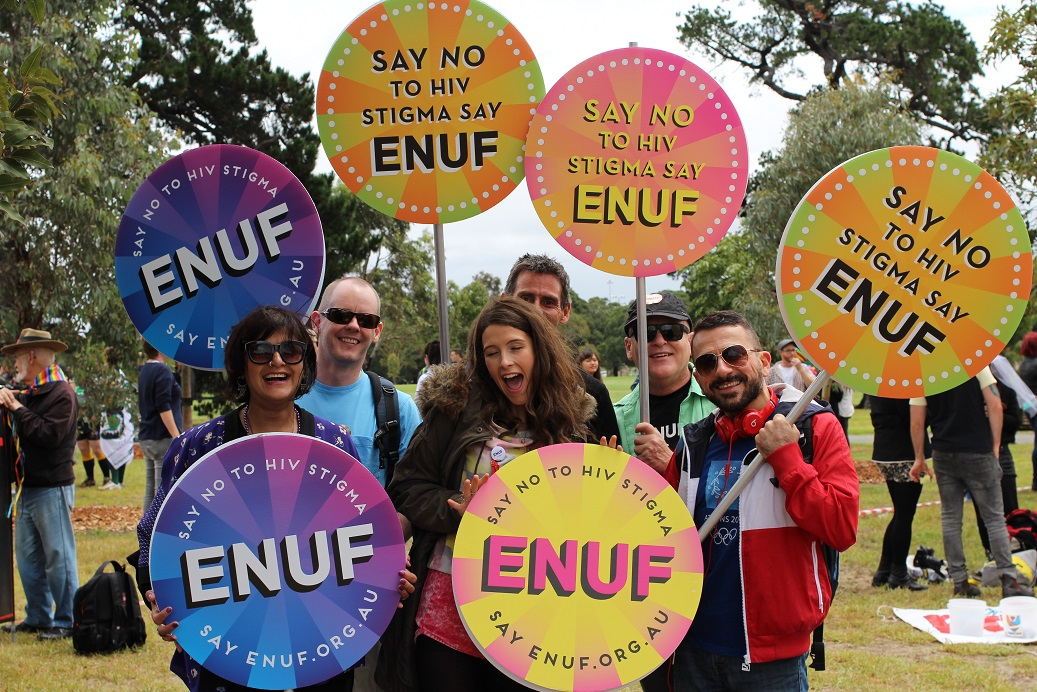 SAY NO
TO HIV
STIGMA SAY
ENUF
SAY NO
TO HIV
STIGMA SAY
ENUF
SAY NO TO HIV STIGMA
ENUF
SAY ENUF.ORG.AU
SAY NO
TO HIV
STIGMA SAY
ENUF
SAY NO TO HIV STIGMA
ENUF
SAY ENUF.ORG.AU
SAY NO TO HIV STIGMA
ENUF
SAY ENUF.ORG.AU
ENUF